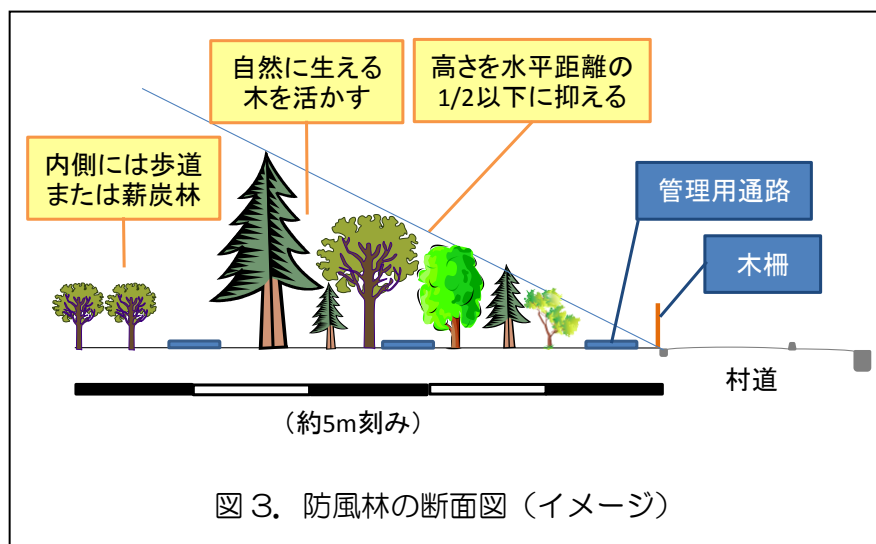 自然に生える
木を活かす
高さを水平距離の
1/2以下に抑える
内側には歩道
または薪炭林
管理用通路
木柵
村道
（約5m刻み）
図３．防風林の断面図（イメージ）